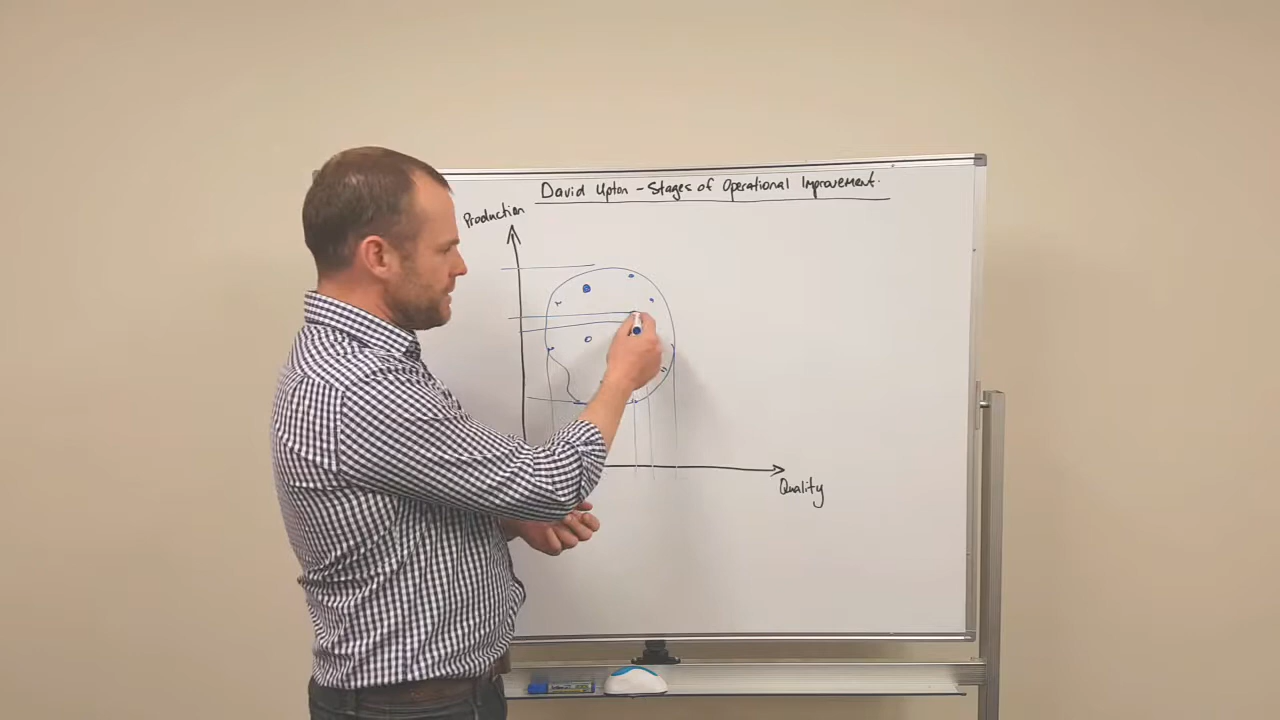 David Upton - Stages of Operational Improvement.
Production
Quality